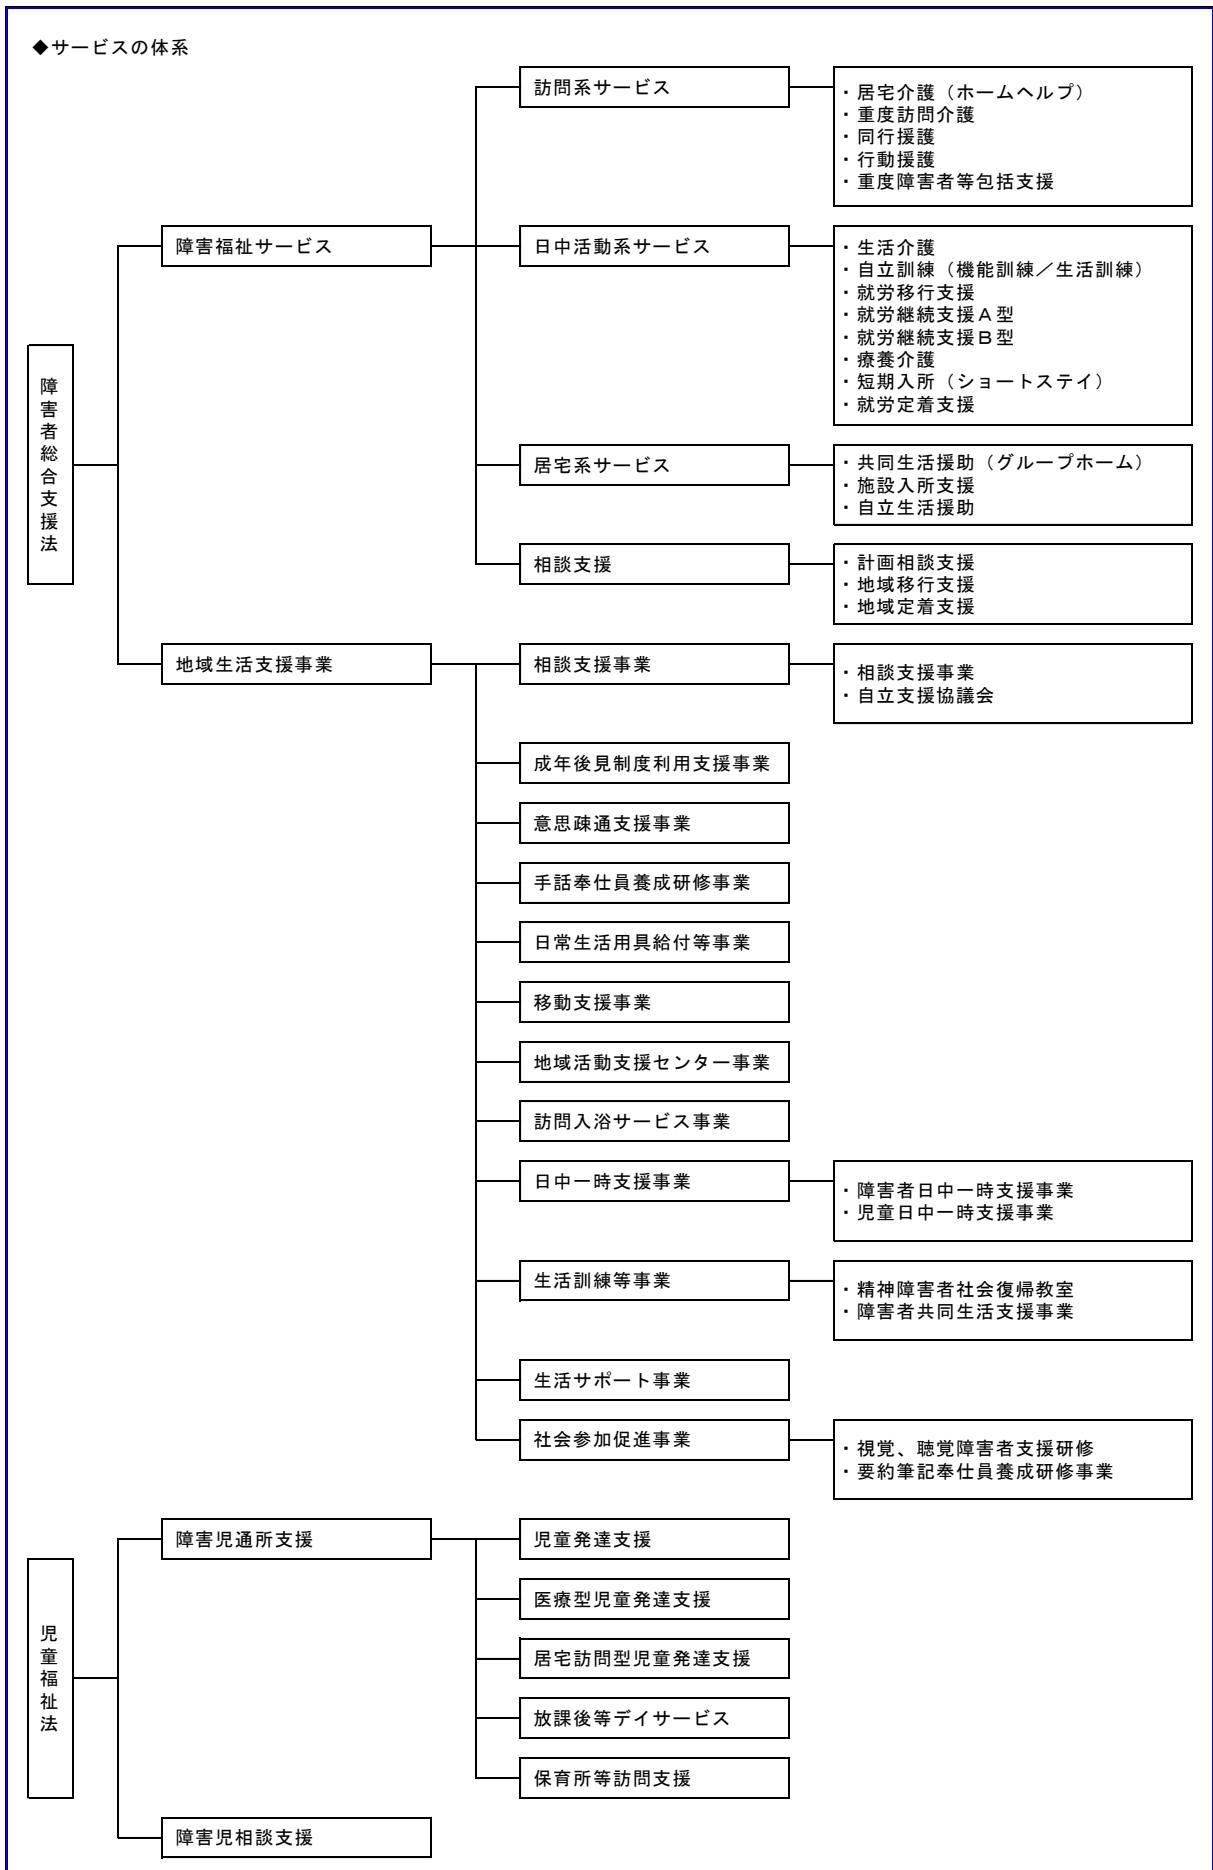 ◆サービスの体系
障害者総合支援法
障害福祉サービス
訪問系サービス
・居宅介護（ホームヘルプ）
・重度訪問介護
・同行援護
・行動援護
・重度障害者等包括支援
日中活動系サービス
・生活介護
・自立訓練（機能訓練／生活訓練）
・就労移行支援
・就労継続支援Ａ型
・就労継続支援Ｂ型
・療養介護
・短期入所（ショートステイ）
・就労定着支援
居宅系サービス
・共同生活援助（グループホーム）
・施設入所支援
・自立生活援助
相談支援
・計画相談支援
・地域移行支援
・地域定着支援
地域生活支援事業
相談支援事業
・相談支援事業
・自立支援協議会
成年後見制度利用支援事業
意思疎通支援事業
手話奉仕員養成研修事業
日常生活用具給付等事業
移動支援事業
地域活動支援センター事業
訪問入浴サービス事業
日中一時支援事業
・障害者日中一時支援事業
・児童日中一時支援事業
生活訓練等事業
・精神障害者社会復帰教室
・障害者共同生活支援事業
生活サポート事業
社会参加促進事業
・視覚、聴覚障害者支援研修
・要約筆記奉仕員養成研修事業
児童福祉法
障害児通所支援
児童発達支援
医療型児童発達支援
居宅訪問型児童発達支援
放課後等デイサービス
保育所等訪問支援
障害児相談支援